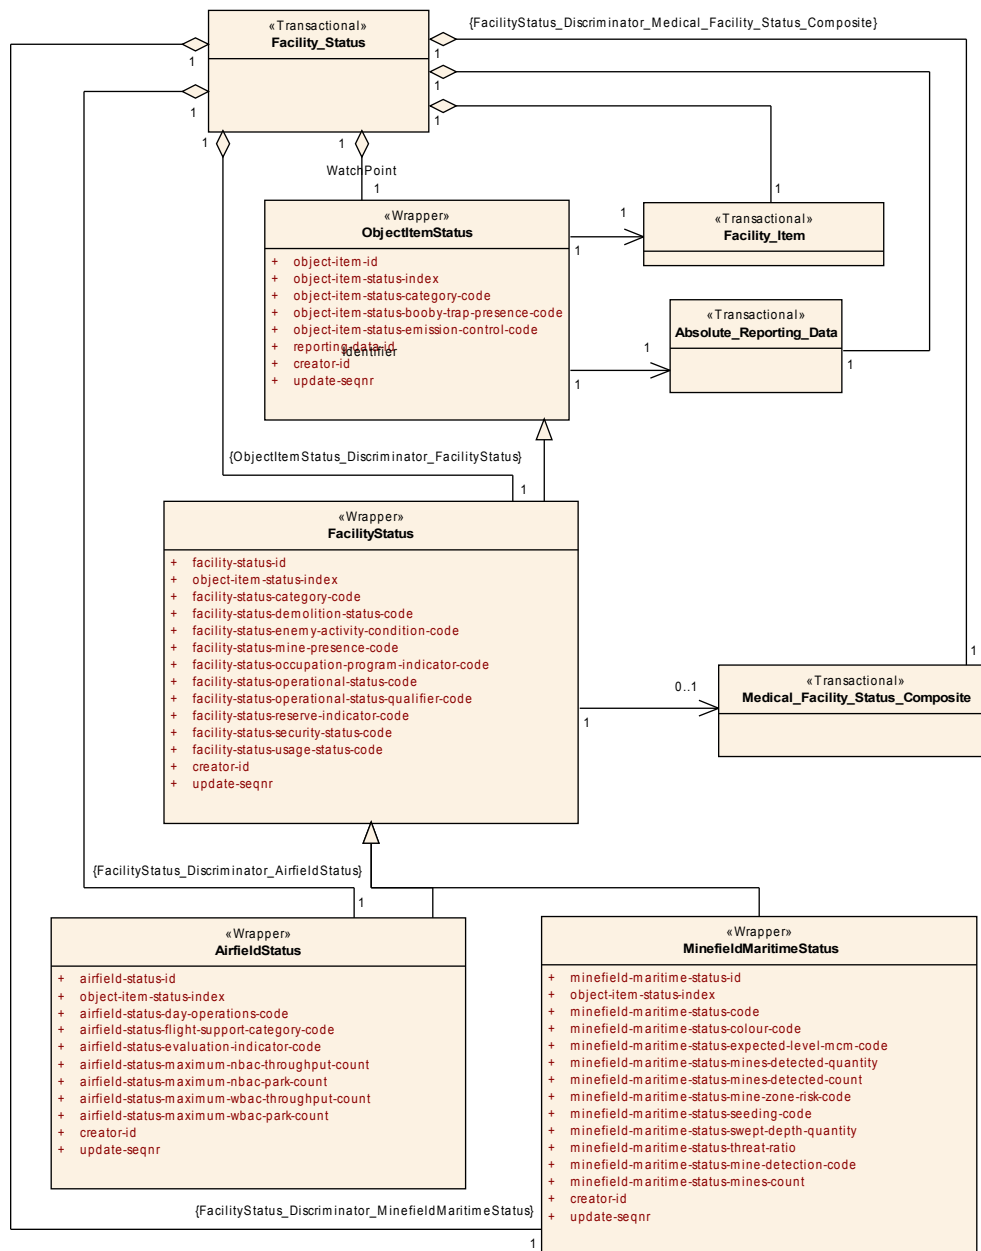 {FacilityStatus_Discriminator_Medical_Facility_Status_Composite}
«Transactional»
Facility_Status
1
1
1
1
1
1
1
WatchPoint
1
«Wrapper»
ObjectItemStatus
+ object-item-id
+ object-item-status-index
+ object-item-status-category-code
+ object-item-status-booby-trap-presence-code
+ object-item-status-emission-control-code
+ reporting-data-id
Identifier
+ creator-id
+ update-seqnr
1
1
1
«Transactional»
Facility_Item
1
1
«Transactional»
Absolute_Reporting_Data
1
{ObjectItemStatus_Discriminator_FacilityStatus}
1
«Wrapper»
FacilityStatus
+ facility-status-id
+ object-item-status-index
+ facility-status-category-code
+ facility-status-demolition-status-code
+ facility-status-enemy-activity-condition-code
+ facility-status-mine-presence-code
+ facility-status-occupation-program-indicator-code
+ facility-status-operational-status-code
+ facility-status-operational-status-qualifier-code
+ facility-status-reserve-indicator-code
+ facility-status-security-status-code
+ facility-status-usage-status-code
+ creator-id
+ update-seqnr
1
0..1
1
«Transactional»
Medical_Facility_Status_Composite
{FacilityStatus_Discriminator_AirfieldStatus}
1
«Wrapper»
AirfieldStatus
+ airfield-status-id
+ object-item-status-index
+ airfield-status-day-operations-code
+ airfield-status-flight-support-category-code
+ airfield-status-evaluation-indicator-code
+ airfield-status-maximum-nbac-throughput-count
+ airfield-status-maximum-nbac-park-count
+ airfield-status-maximum-wbac-throughput-count
+ airfield-status-maximum-wbac-park-count
+ creator-id
+ update-seqnr
«Wrapper»
MinefieldMaritimeStatus
+ minefield-maritime-status-id
+ object-item-status-index
+ minefield-maritime-status-code
+ minefield-maritime-status-colour-code
+ minefield-maritime-status-expected-level-mcm-code
+ minefield-maritime-status-mines-detected-quantity
+ minefield-maritime-status-mines-detected-count
+ minefield-maritime-status-mine-zone-risk-code
+ minefield-maritime-status-seeding-code
+ minefield-maritime-status-swept-depth-quantity
+ minefield-maritime-status-threat-ratio
+ minefield-maritime-status-mine-detection-code
+ minefield-maritime-status-mines-count
+ creator-id
+ update-seqnr
{FacilityStatus_Discriminator_MinefieldMaritimeStatus}
1